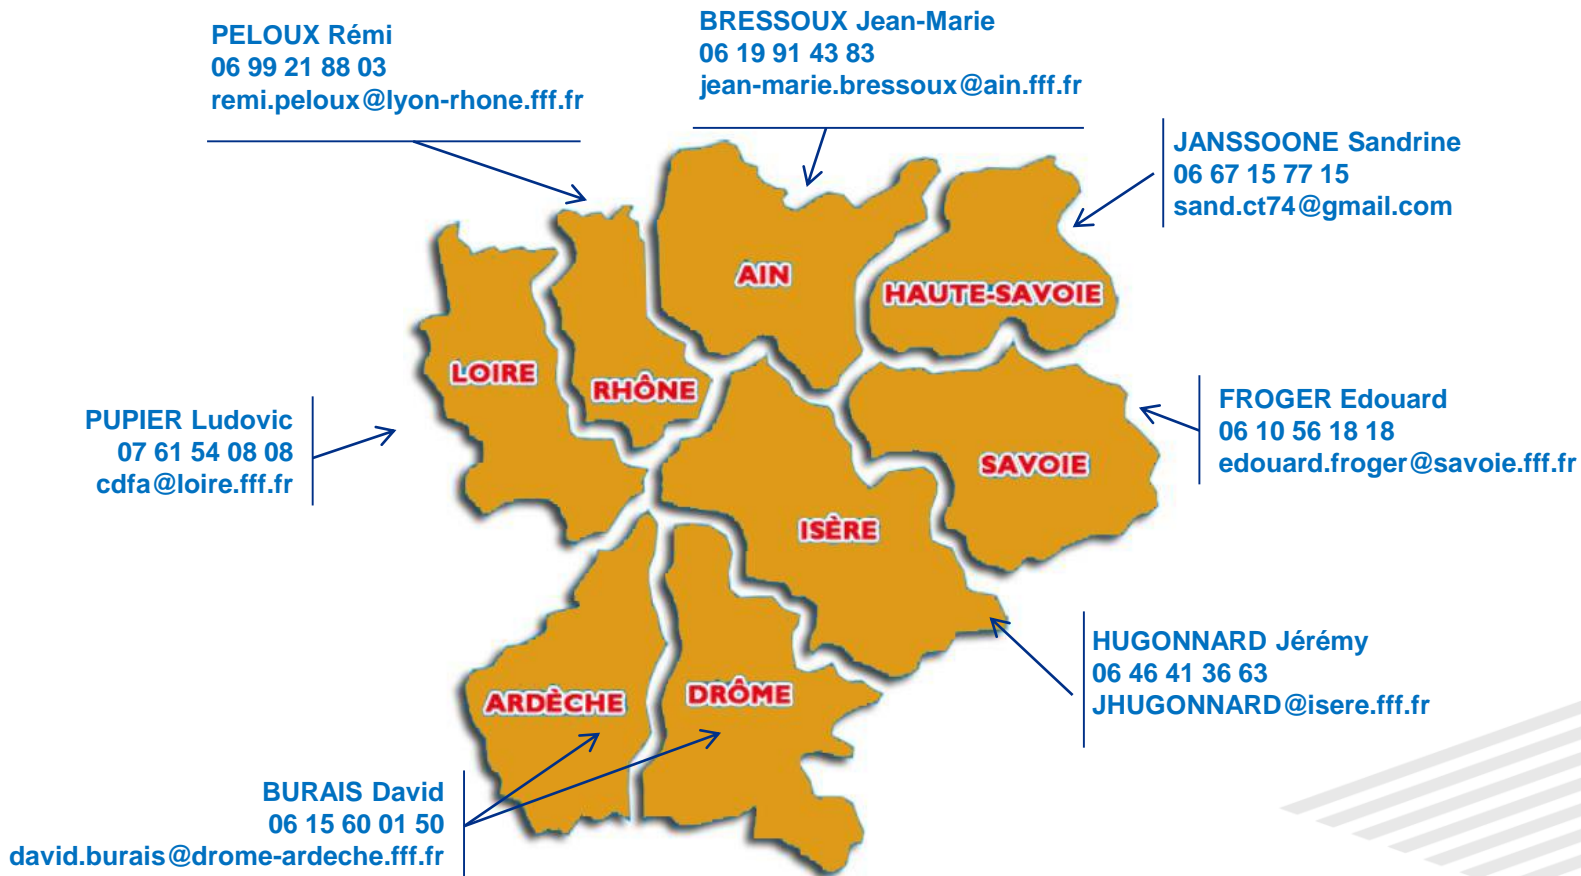 PELOUX Rémi
06 99 21 88 03
remi.peloux@lyon-rhone.fff.fr
BRESSOUX Jean-Marie
06 19 91 43 83
jean-marie.bressoux@ain.fff.fr
JANSSOONE Sandrine
06 67 15 77 15
sand.ct74@gmail.com
AIN
HAUTE-SAVOIE
LOIRE
RHÔNE
PUPIER Ludovic
07 61 54 08 08
cdfa@loire.fff.fr
FROGER Edouard
06 10 56 18 18
edouard.froger@savoie.fff.fr
SAVOIE
ISÈRE
HUGONNARD Jérémy
06 46 41 36 63
JHUGONNARD@isere.fff.fr
ARDÈCHE
DRÔME
BURAIS David
06 15 60 01 50
david.burais@drome-ardeche.fff.fr